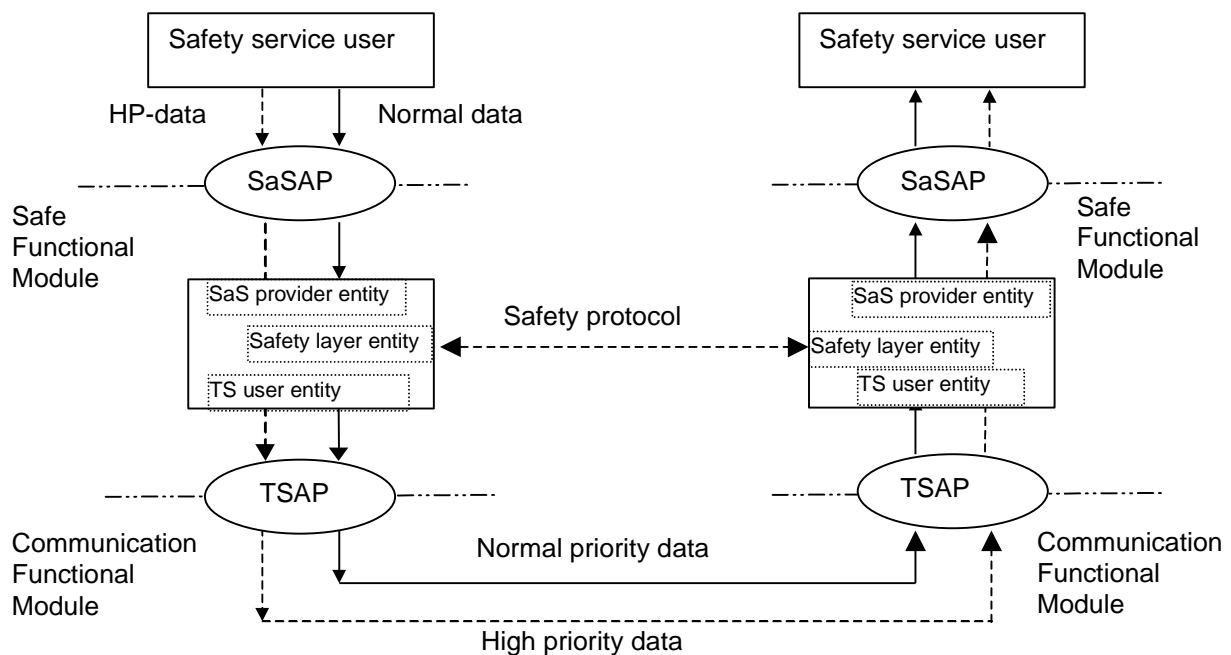 Safety service user
Safety service user
HP-data
Normal data
SaSAP
SaSAP
Safe
Functional
Module
Safe
Functional
Module
SaS provider entity
Safety layer entity
TS user entity
Safety protocol
SaS provider entity
Safety layer entity
TS user entity
TSAP
TSAP
Communication
Functional
Module
Normal priority data
High priority data
Communication
Functional
Module